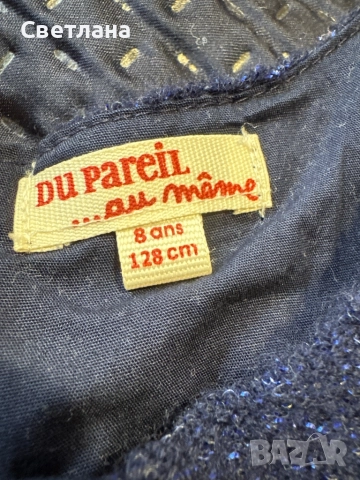 Светлана
DU PAREIL
...au même
8 ans
128 cm
BAZAR